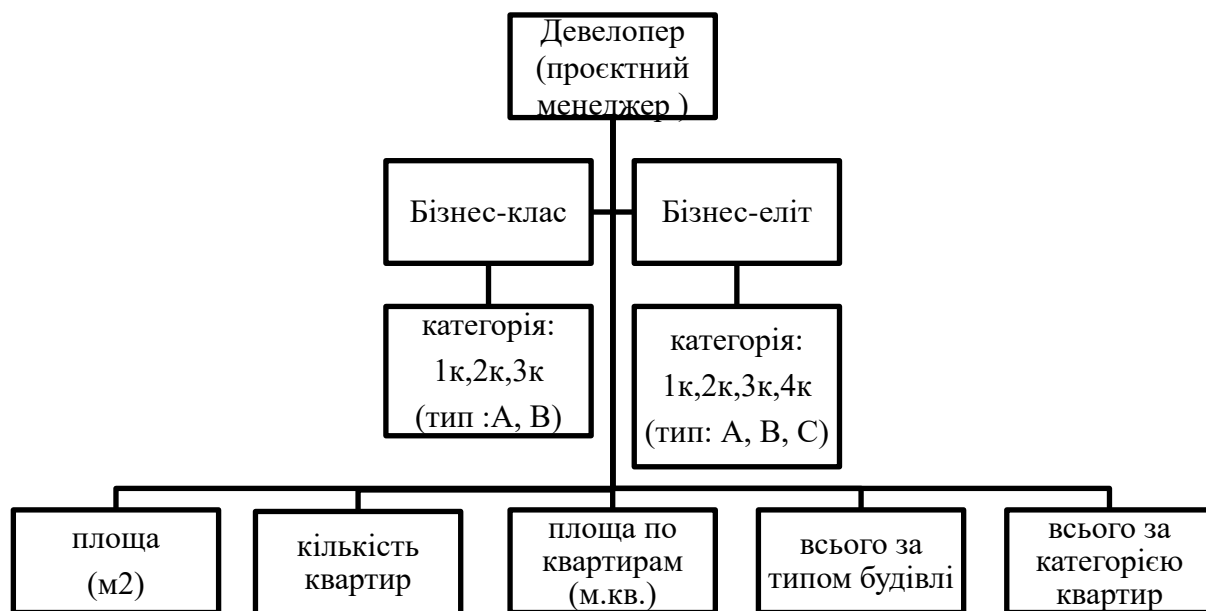 Девелопер
(проєктний
менеджер )
Бізнес-клас
Бізнес-еліт
категорія:
1к,2к,3к
(тип :А, В)
категорія:
1к,2к,3к,4к
(тип: А, В, С)
площа
(м2)
кількість
квартир
площа по
квартирам
(м.кв.)
всього за
типом будівлі
всього за
категорією
квартир